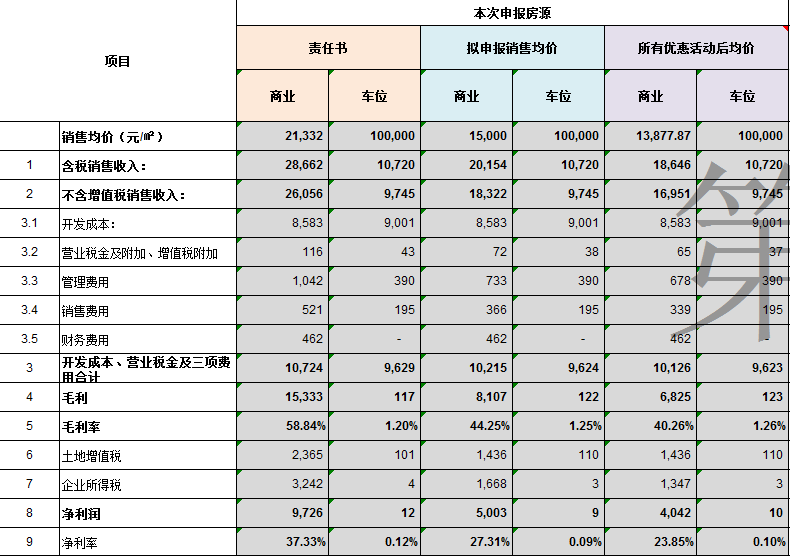 项目
本次申报房源
责任书 拟申报销售均价 所有优惠活动后均价
商业 车位 商业 车位 商业 车位
销售均价（元/㎡） 21,332 100,000 15,000 100,000 13,877.87 100,000
1 含税销售收入: 28,662 10,720 20,154 10,720 18,646 10,720
2 不含增值税销售收入: 26,056 9,745 18,322 9,745 16,951 9,745
3.1 开发成本: 8,583 9,001 8,583 9,001 8,583 9,001
3.2 营业税金及附加、增值税附加 116 43 72 38 65 37
3.3 管理费用 1,042 390 733 390 678 390
3.4 销售费用 521 195 366 195 339 195
3.5 财务费用 462 - 462 - 462 -
3 开发成本、营业税金及三项费
用合计 10,724 9,629 10,215 9,624 10,126 9,623
4 毛利 15,333 117 8,107 122 6,825 123
5 毛利率 58.84% 1.20% 44.25% 1.25% 40.26% 1.26%
6 土地增值税 2,365 101 1,436 110 1,436 110
7 企业所得税 3,242 4 1,668 3 1,347 3
8 净利润 9,726 12 5,003 9 4,042 10
9 净利率 37.33% 0.12% 27.31% 0.09% 23.85% 0.10%
第